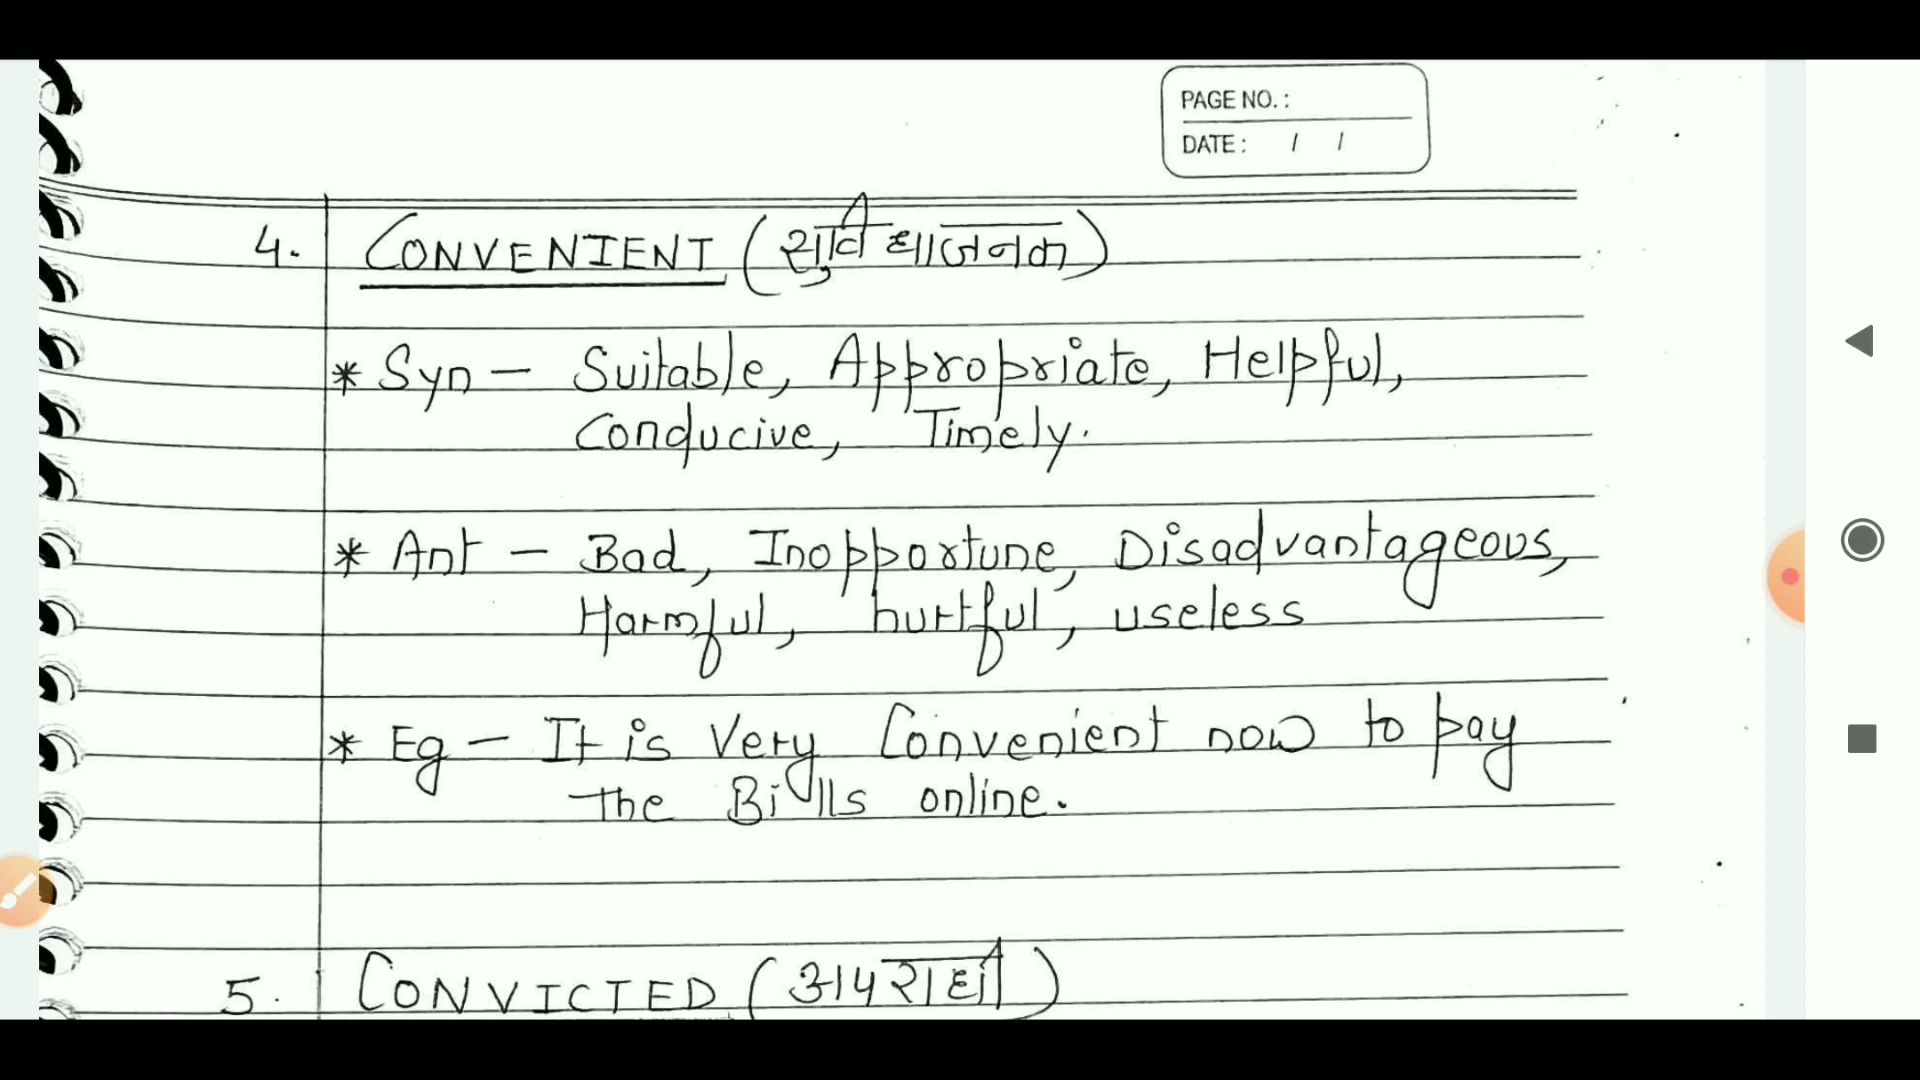 PAGE NO.:
DATE: / /
4. CONVENIENT (सुविधाजनक)
* Syn - Suitable, Appropriate, Helpful,
Conducive, Timely.
* Ant - Bad, Inopportune, Disadvantageous,
Harmful, hurtful, useless
* Eg - It is Very Convenient now to pay
the Bills online.
5. CONVICTED (अपराधी)